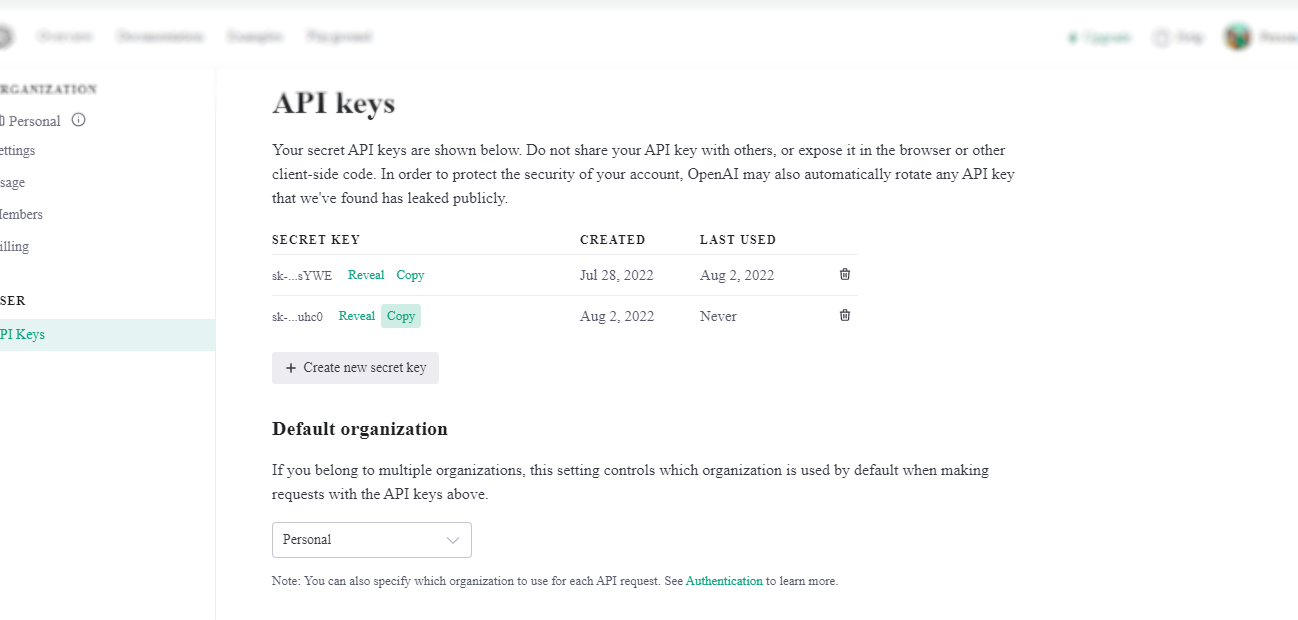 Overview Documentation Examples Playground
Upgrade Help
RGANIZATION
Personal
ettings
sage
embers
illing
SER
PI Keys
API keys
Your secret API keys are shown below. Do not share your API key with others, or expose it in the browser or other
client-side code. In order to protect the security of your account, OpenAI may also automatically rotate any API key
that we've found has leaked publicly.
SECRET KEY CREATED LAST USED
sk-...sYWE Reveal Copy Jul 28, 2022 Aug 2, 2022
sk-...uhc0 Reveal Copy Aug 2, 2022 Never
+ Create new secret key
Default organization
If you belong to multiple organizations, this setting controls which organization is used by default when making
requests with the API keys above.
Personal
Note: You can also specify which organization to use for each API request. See Authentication to learn more.